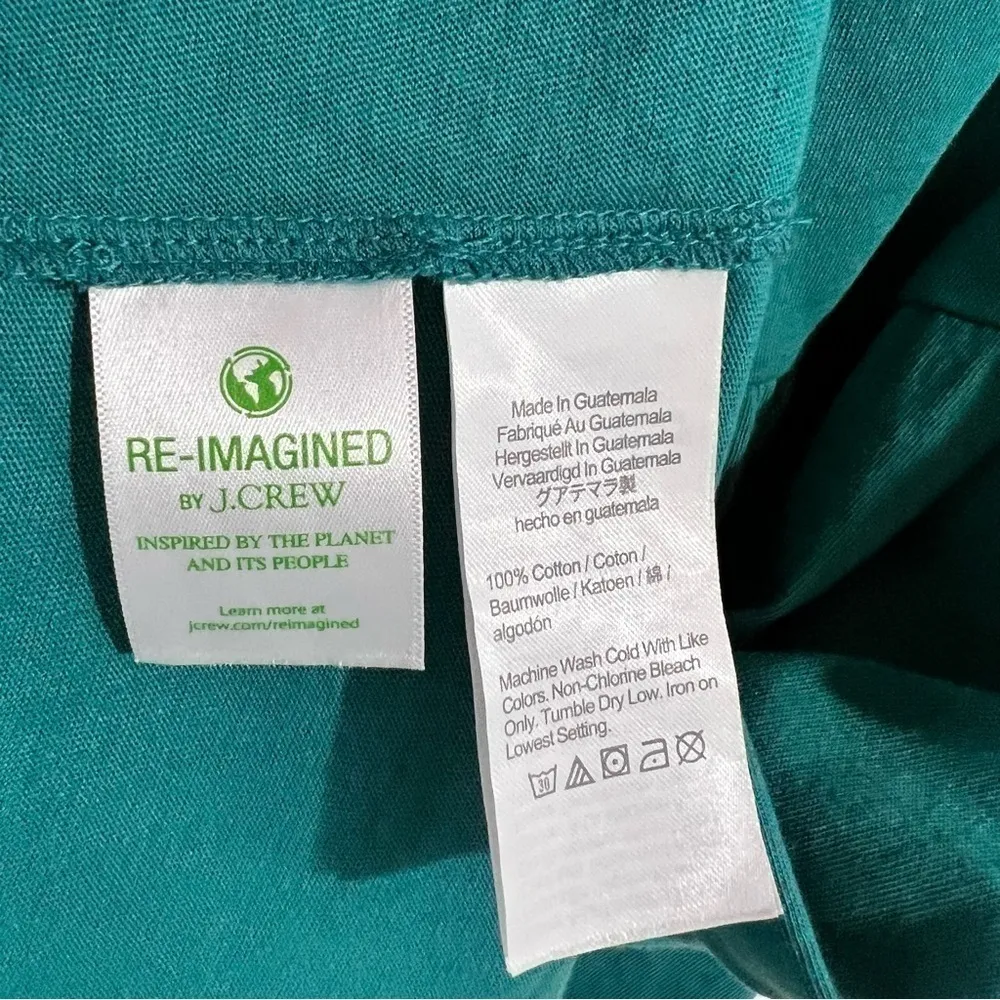 RE-IMAGINED
BY J.CREW
INSPIRED BY THE PLANET
AND ITS PEOPLE
Learn more at
jcrew.com/reimagined
Made In Guatemala
Fabriqué Au Guatemala
Hergestellt In Guatemala
Vervaardigd In Guatemala
グアテマラ製
hecho en guatemala
100% Cotton / Coton /
Baumwolle / Katoen / 綿 /
algodón
Machine Wash Cold With Like
Colors. Non-Chlorine Bleach
Only. Tumble Dry Low. Iron on
Lowest Setting.
30